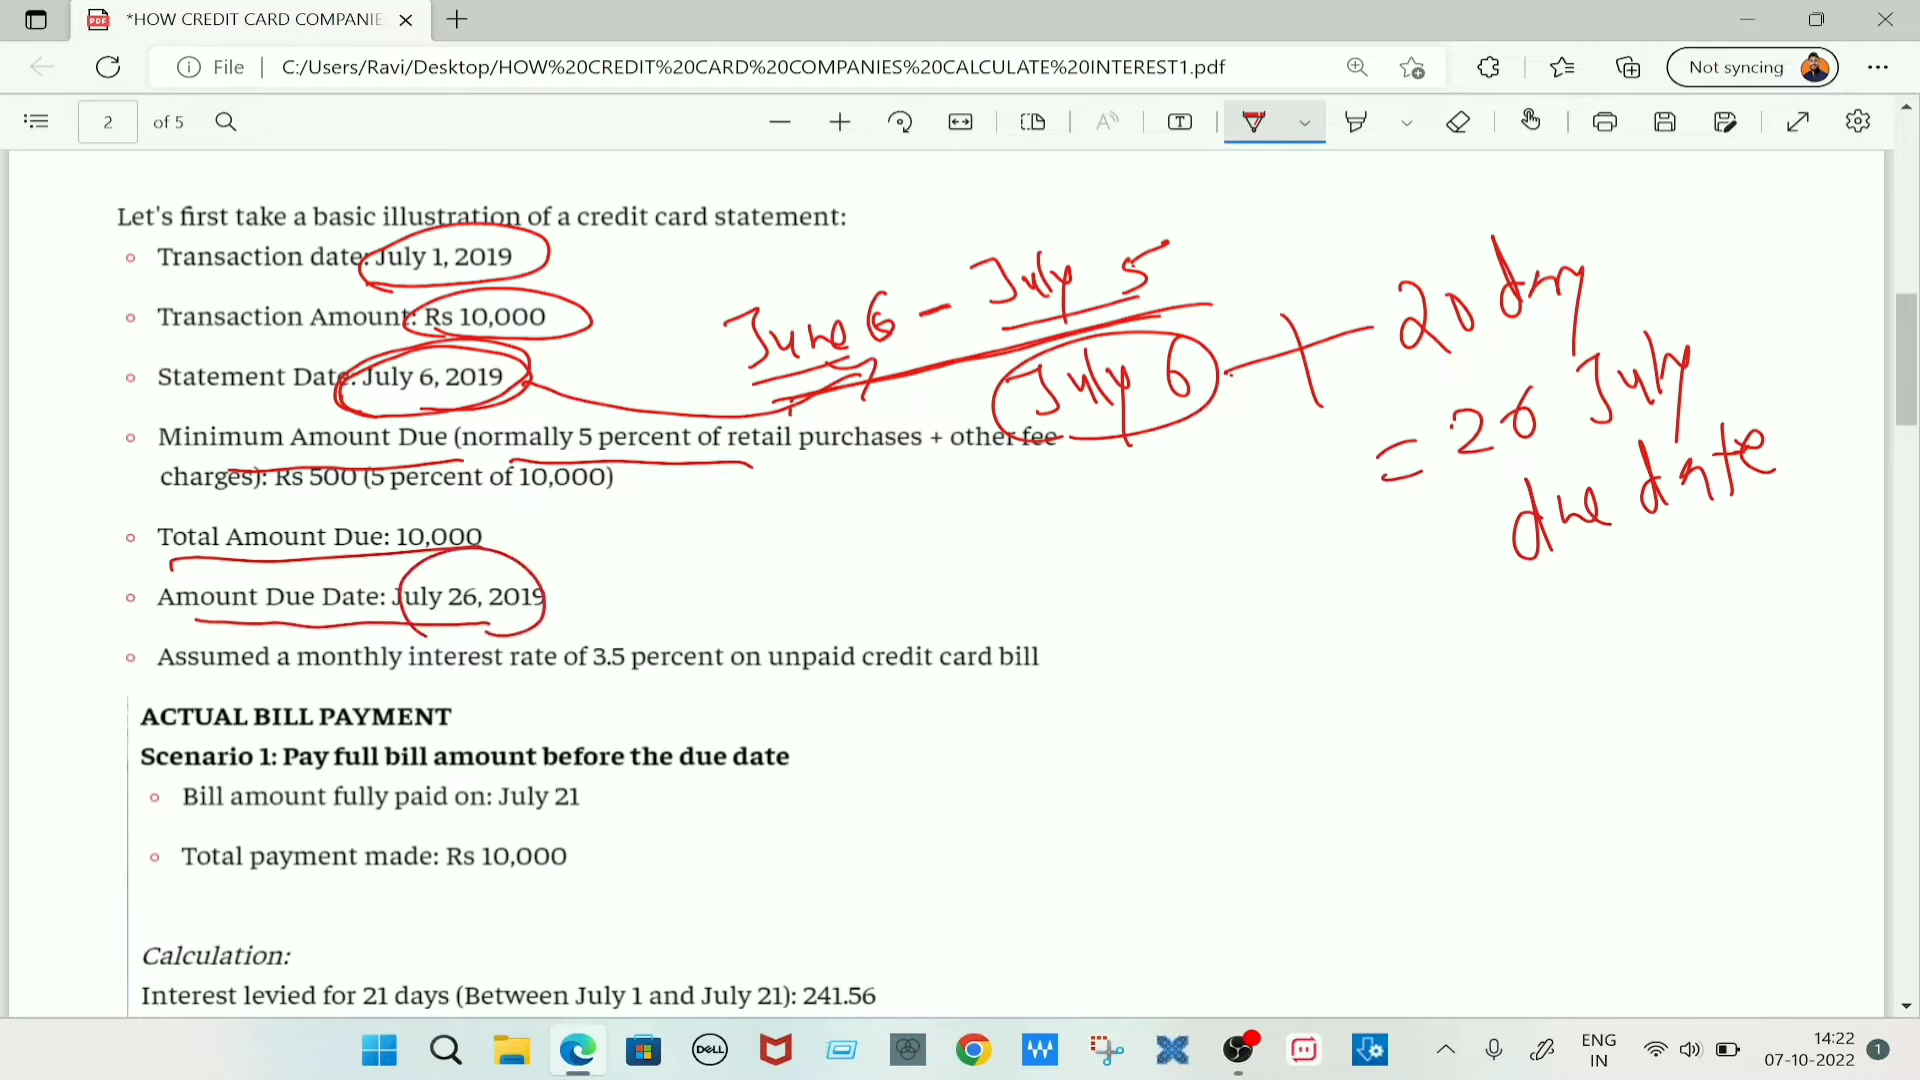 *HOW CREDIT CARD COMPANIE
File
C:/Users/Ravi/Desktop/HOW%20CREDIT%20CARD%20COMPANIES%20CALCULATE%20INTEREST1.pdf
Not syncing
2 of 5
Let's first take a basic illustration of a credit card statement:
Transaction date: July 1, 2019
Transaction Amount: Rs 10,000
Statement Date: July 6, 2019
Minimum Amount Due (normally 5 percent of retail purchases + other fee
charges): Rs 500 (5 percent of 10,000)
Total Amount Due: 10,000
Amount Due Date: July 26, 2019
Assumed a monthly interest rate of 3.5 percent on unpaid credit card bill
June 6 - July 5
July 6 + 20 day
= 26 July
due date
ACTUAL BILL PAYMENT
Scenario 1: Pay full bill amount before the due date
Bill amount fully paid on: July 21
Total payment made: Rs 10,000
Calculation:
Interest levied for 21 days (Between July 1 and July 21): 241.56
DELL
ENG
IN
14:22
07-10-2022
1